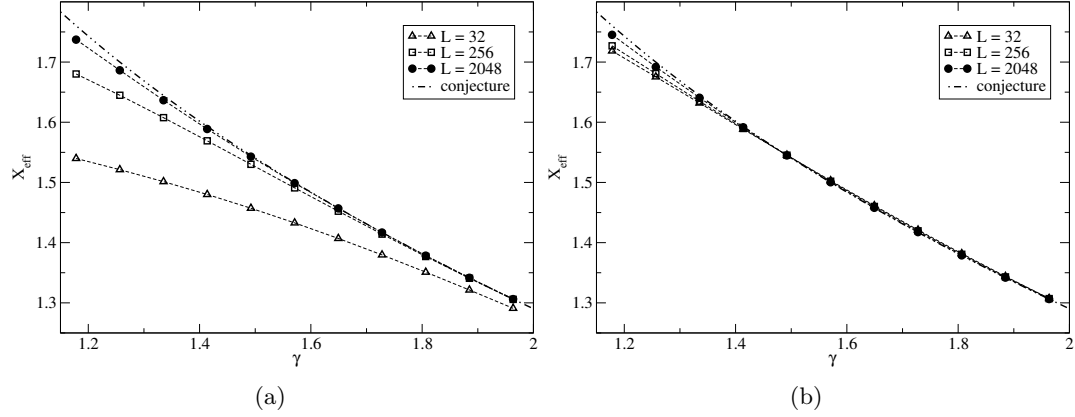 L = 32
L = 256
L = 2048
conjecture
1.7
1.6
1.5
1.4
1.3
X_eff
1.2 1.4 1.6 1.8 2
γ
(a)
L = 32
L = 256
L = 2048
conjecture
1.7
1.6
1.5
1.4
1.3
X_eff
1.2 1.4 1.6 1.8 2
γ
(b)